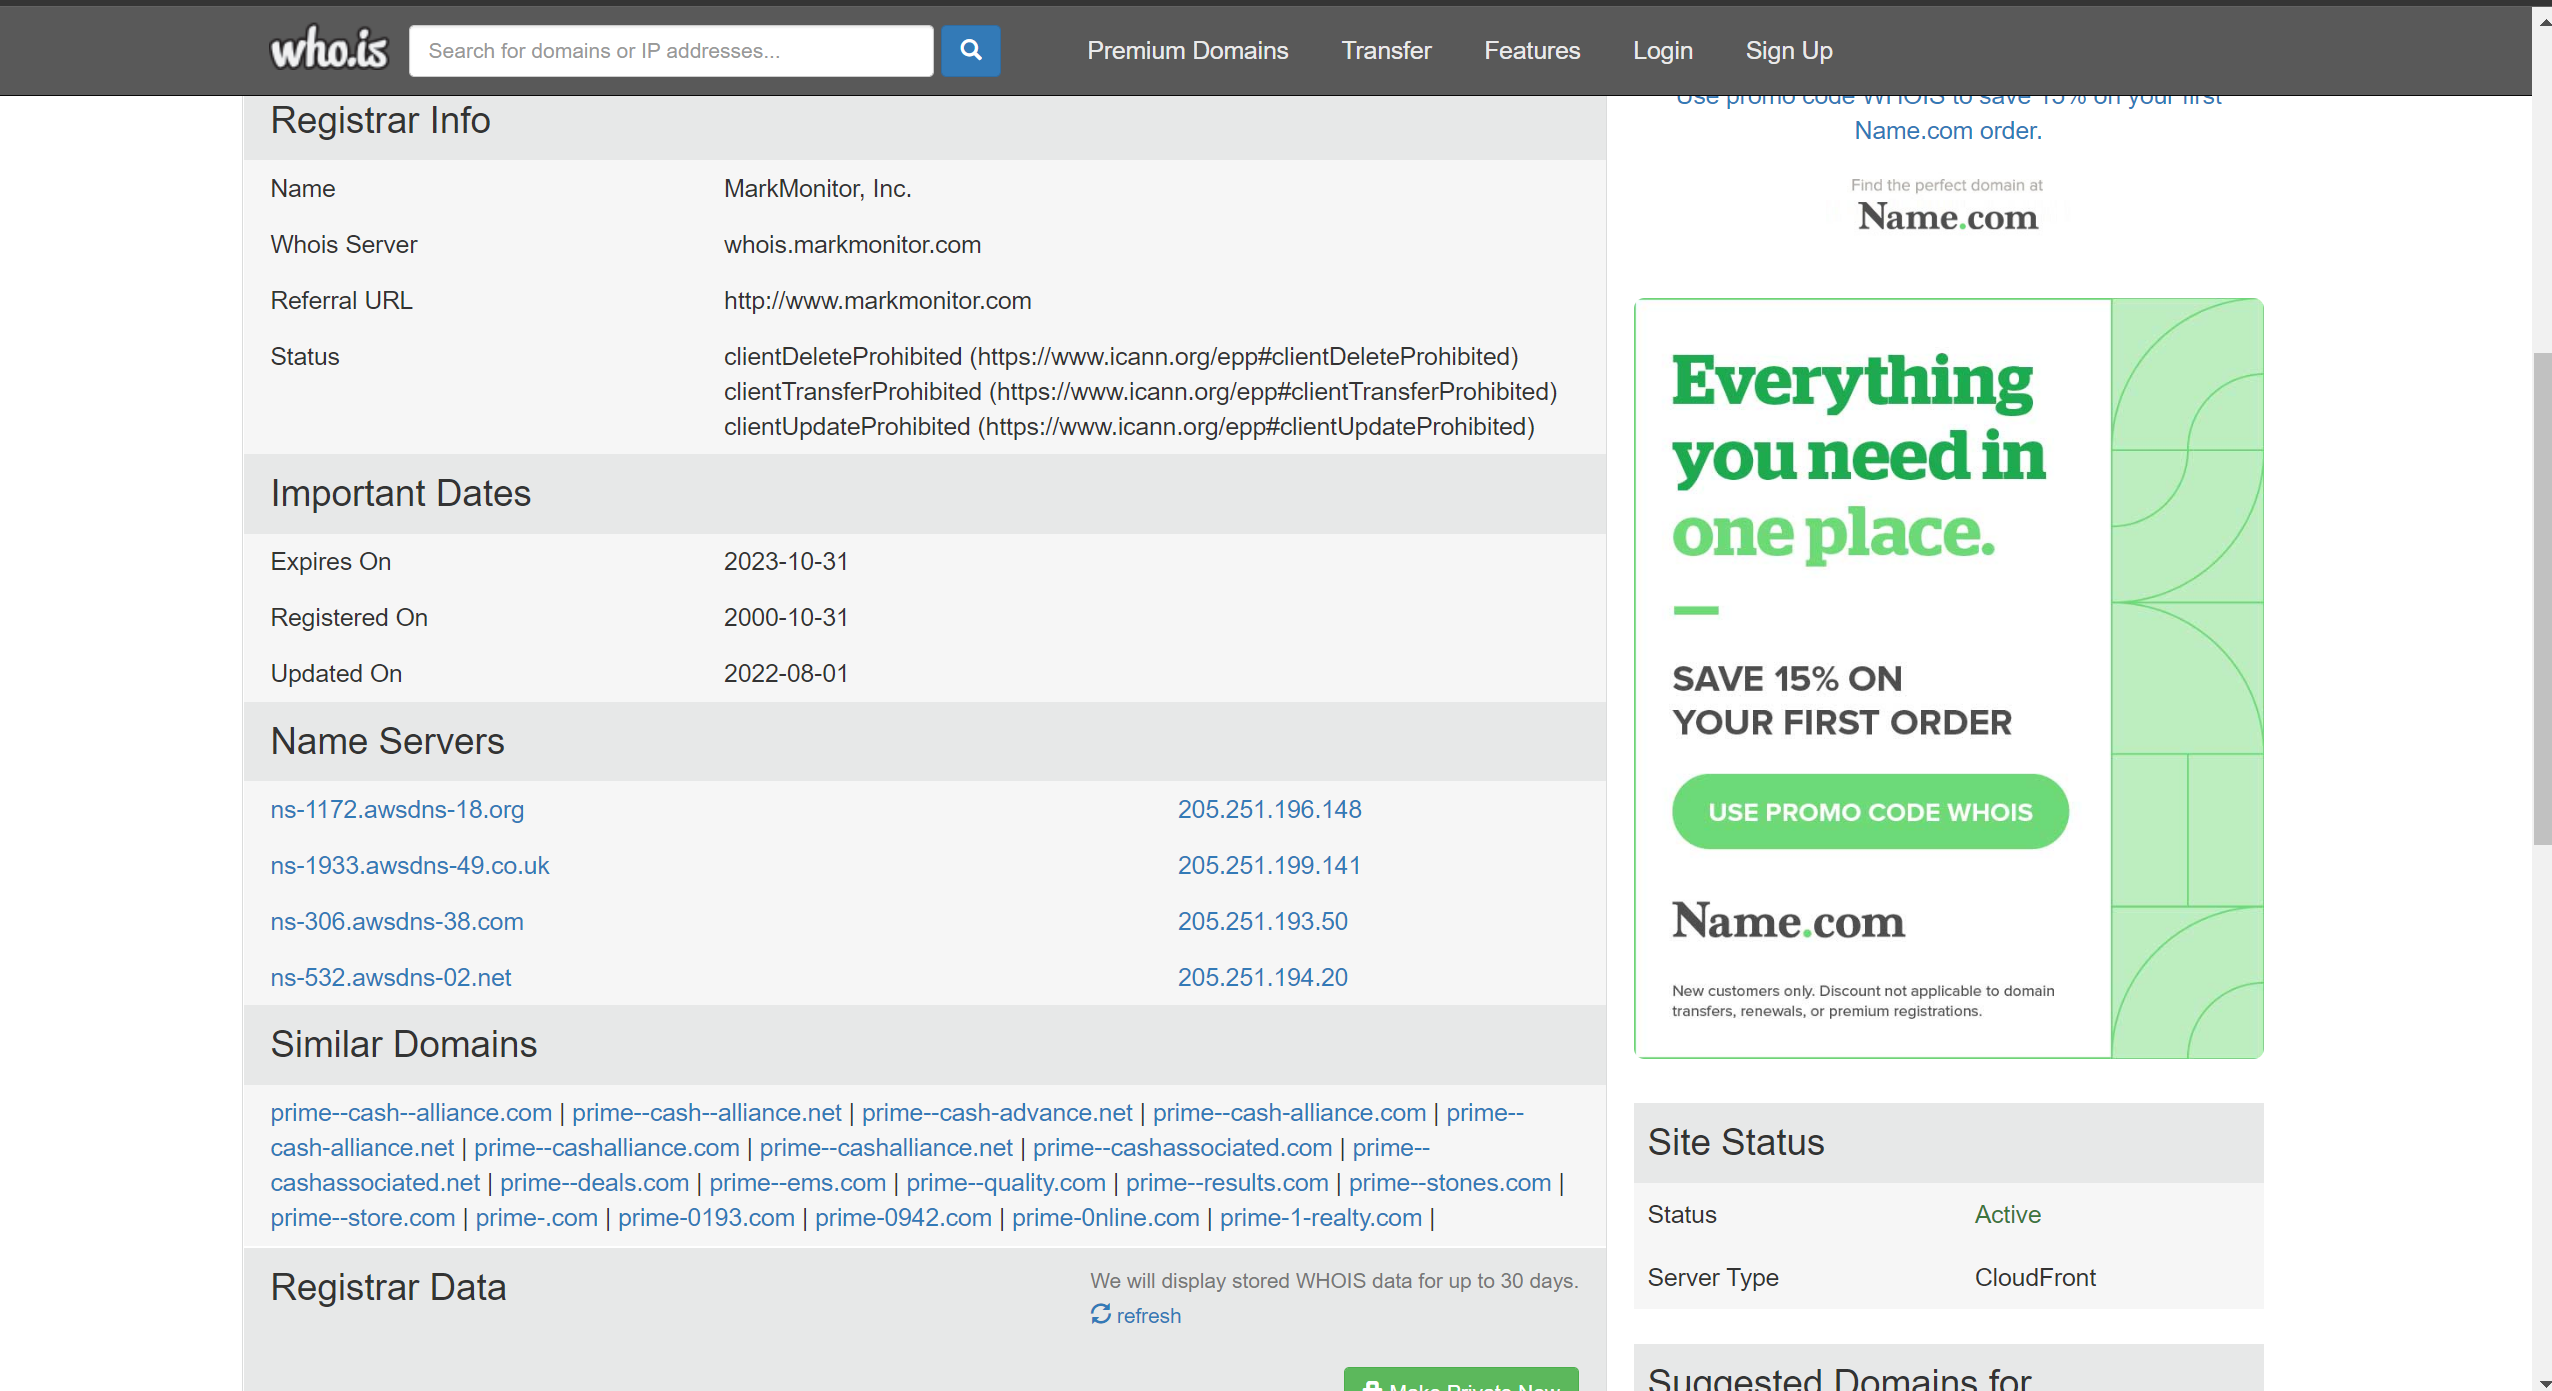 who.is
Search for domains or IP addresses...
Premium Domains
Transfer
Features
Login
Sign Up
Registrar Info
Name
MarkMonitor, Inc.
Whois Server
whois.markmonitor.com
Referral URL
http://www.markmonitor.com
Status
clientDeleteProhibited (https://www.icann.org/epp#clientDeleteProhibited)
clientTransferProhibited (https://www.icann.org/epp#clientTransferProhibited)
clientUpdateProhibited (https://www.icann.org/epp#clientUpdateProhibited)
Important Dates
Expires On
2023-10-31
Registered On
2000-10-31
Updated On
2022-08-01
Name Servers
ns-1172.awsdns-18.org
205.251.196.148
ns-1933.awsdns-49.co.uk
205.251.199.141
ns-306.awsdns-38.com
205.251.193.50
ns-532.awsdns-02.net
205.251.194.20
Similar Domains
prime--cash--alliance.com | prime--cash--alliance.net | prime--cash-advance.net | prime--cash-alliance.com | prime--
cash-alliance.net | prime--cashalliance.com | prime--cashalliance.net | prime--cashassociated.com | prime--
cashassociated.net | prime--deals.com | prime--ems.com | prime--quality.com | prime--results.com | prime--stones.com |
prime--store.com | prime-.com | prime-0193.com | prime-0942.com | prime-0nline.com | prime-1-realty.com |
Registrar Data
We will display stored WHOIS data for up to 30 days.
refresh
Make Private Now
Use promo code WHOIS to save 15% on your first
Name.com order.
Find the perfect domain at
Name.com
Everything
you need in
one place.
SAVE 15% ON
YOUR FIRST ORDER
USE PROMO CODE WHOIS
Name.com
New customers only. Discount not applicable to domain
transfers, renewals, or premium registrations.
Site Status
Status
Active
Server Type
CloudFront
Suggested Domains for